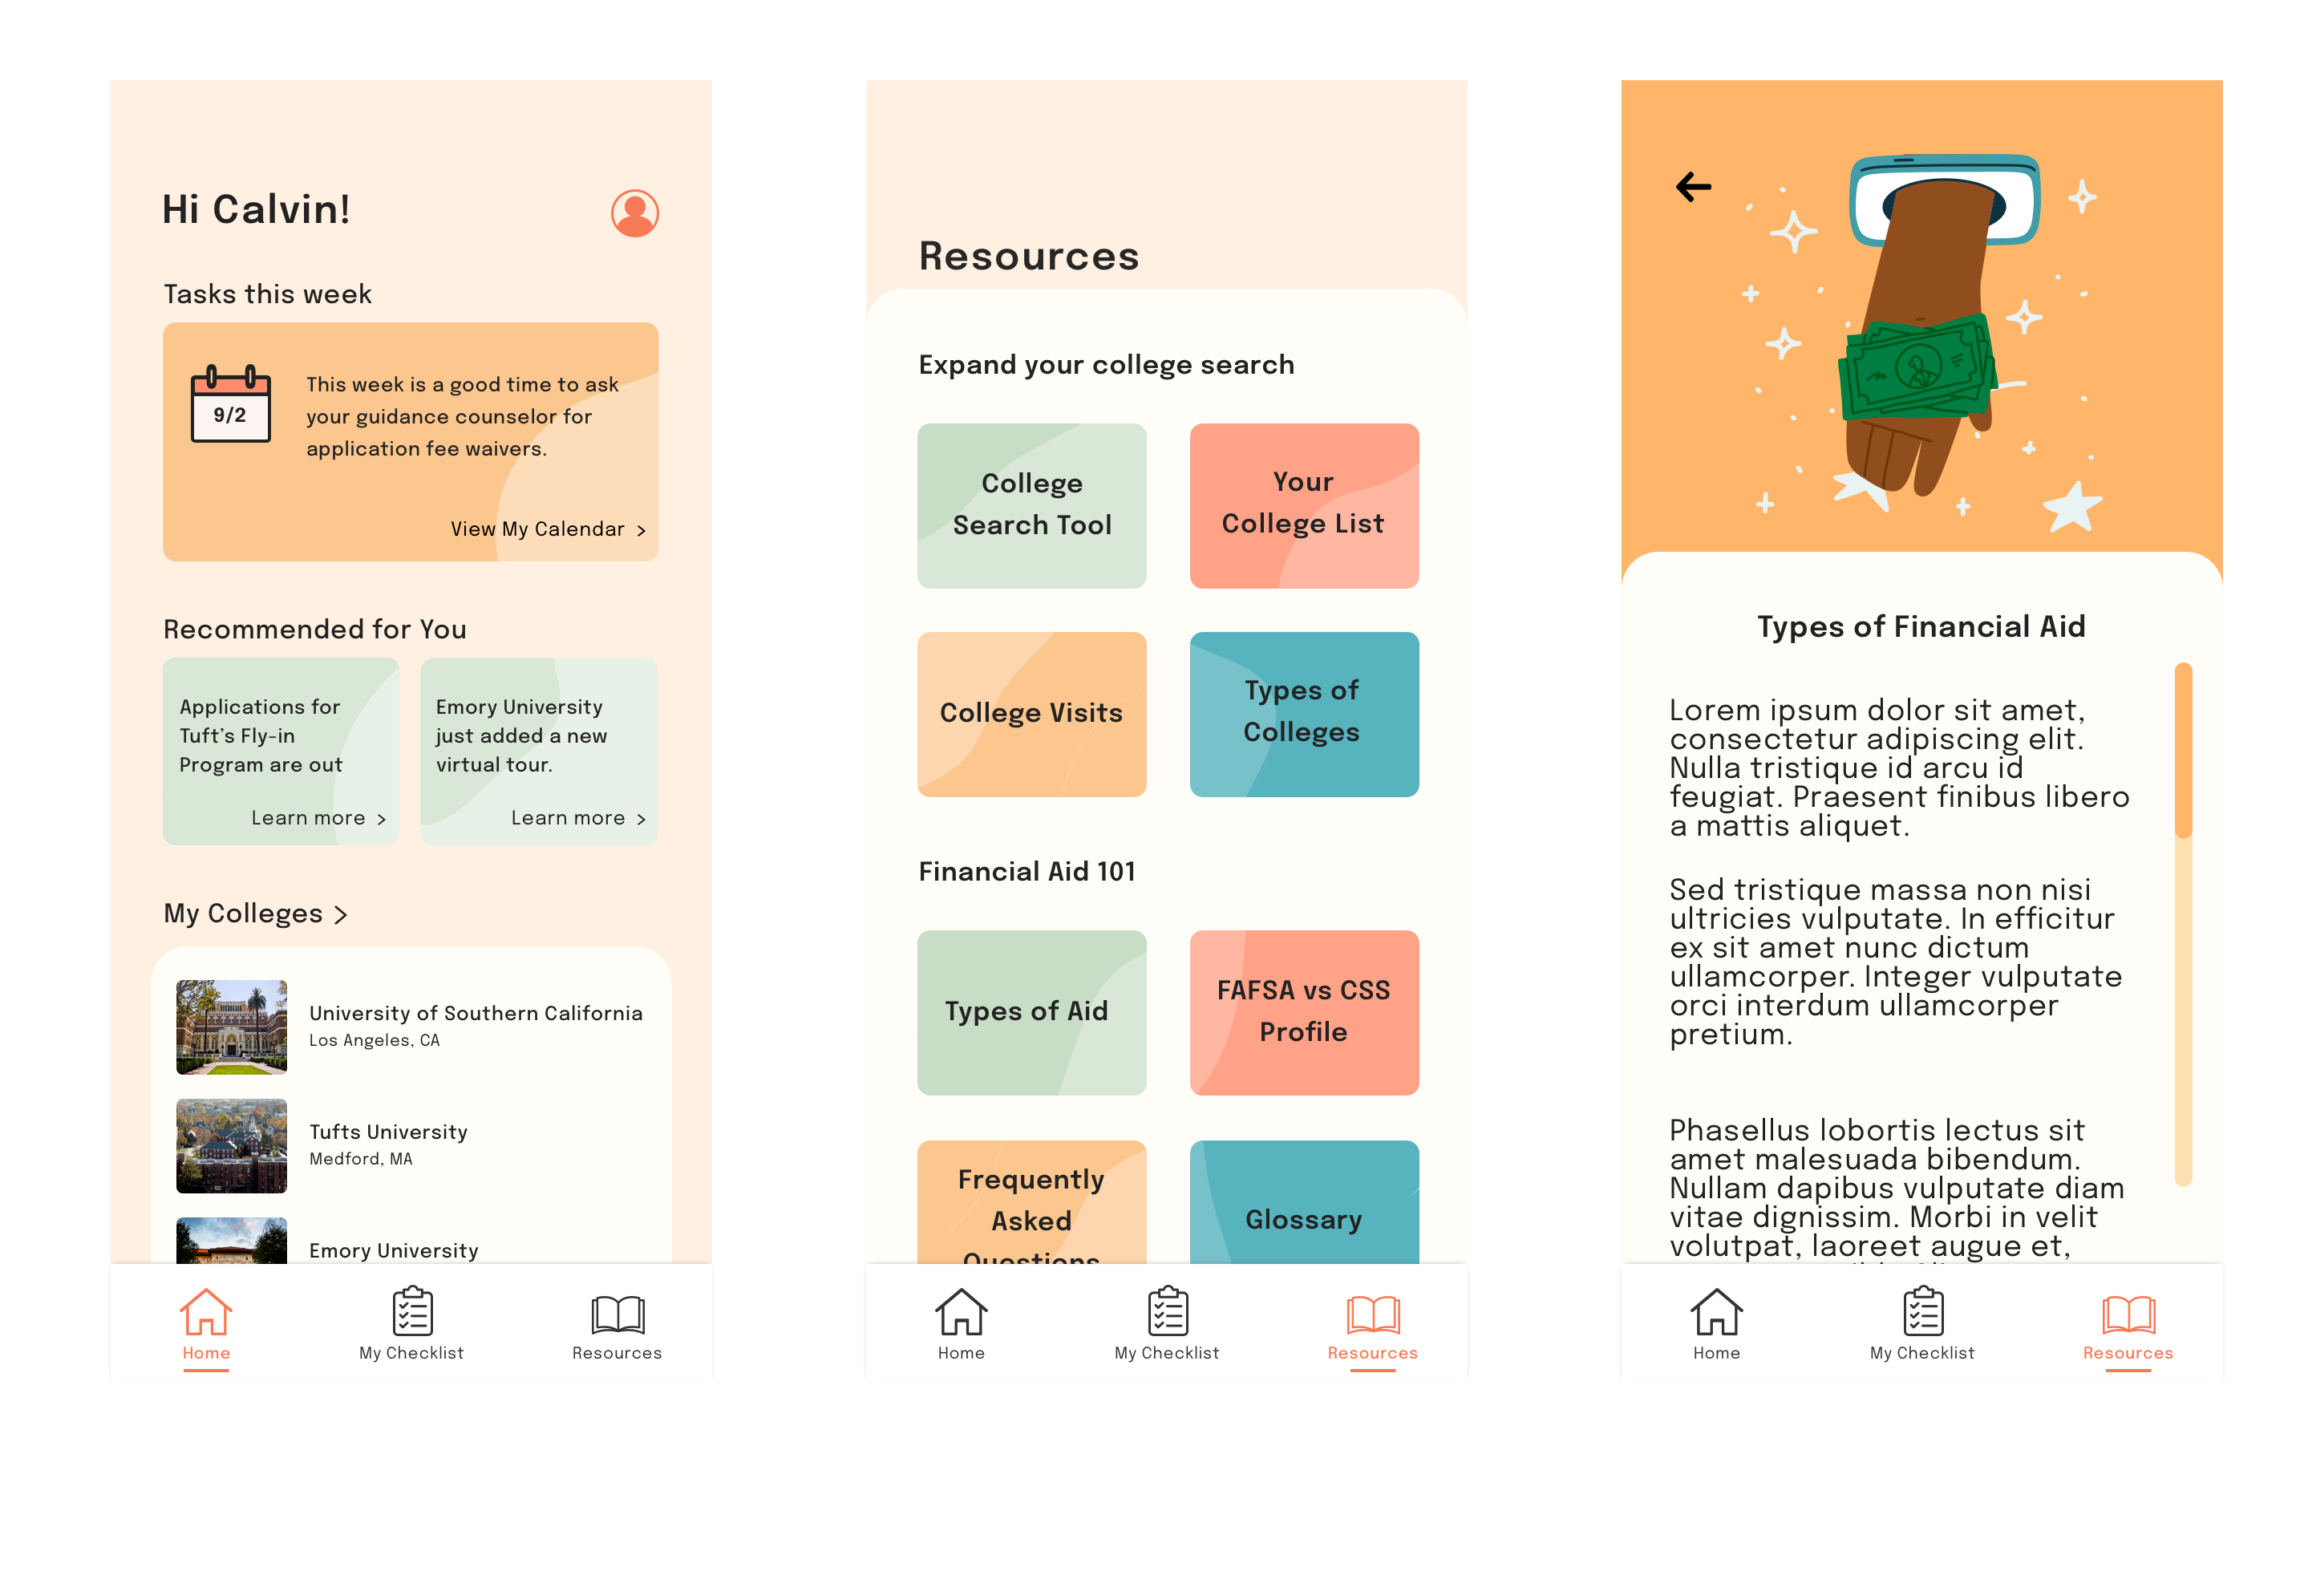 Hi Calvin!
Tasks this week
9/2
This week is a good time to ask
your guidance counselor for
application fee waivers.
View My Calendar >
Recommended for You
Applications for
Tuft's Fly-in
Program are out
Learn more >
Emory University
just added a new
virtual tour.
Learn more >
My Colleges >
University of Southern California
Los Angeles, CA
Tufts University
Medford, MA
Emory University
Home
My Checklist
Resources
Resources
Expand your college search
College
Search Tool
Your
College List
College Visits
Types of
Colleges
Financial Aid 101
Types of Aid
FAFSA vs CSS
Profile
Frequently
Asked
Questions
Glossary
Home
My Checklist
Resources
Types of Financial Aid
Lorem ipsum dolor sit amet,
consectetur adipiscing elit.
Nulla tristique id arcu id
feugiat. Praesent finibus libero
a mattis aliquet.
Sed tristique massa non nisi
ultricies vulputate. In efficitur
ex sit amet nunc dictum
ullamcorper. Integer vulputate
orci interdum ullamcorper
pretium.
Phasellus lobortis lectus sit
amet malesuada bibendum.
Nullam dapibus vulputate diam
vitae dignissim. Morbi in velit
volutpat, laoreet augue et,
Home
My Checklist
Resources